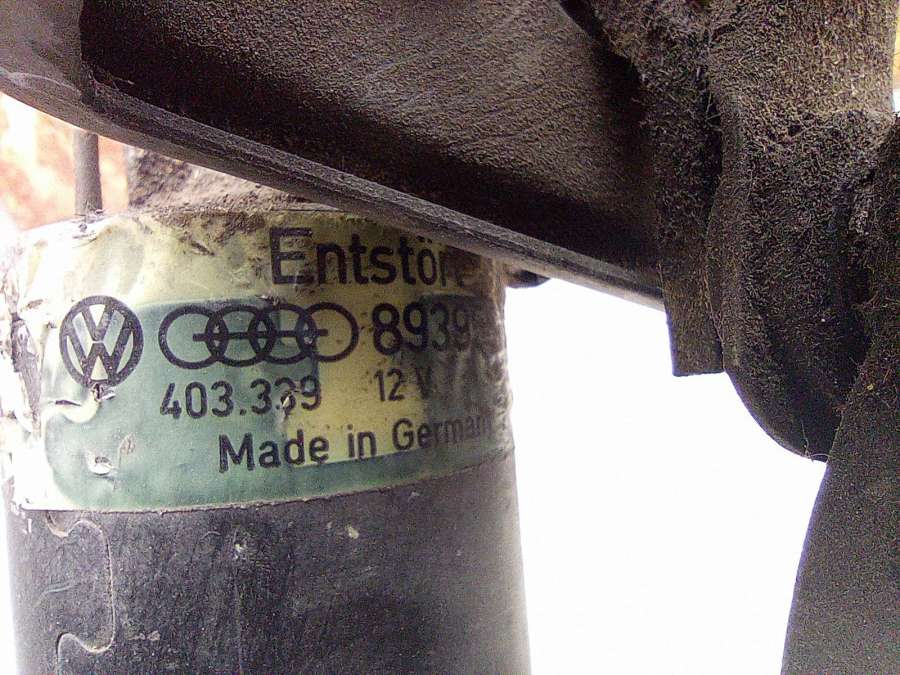 Entstör
8939
403.339 12 V
Made in German